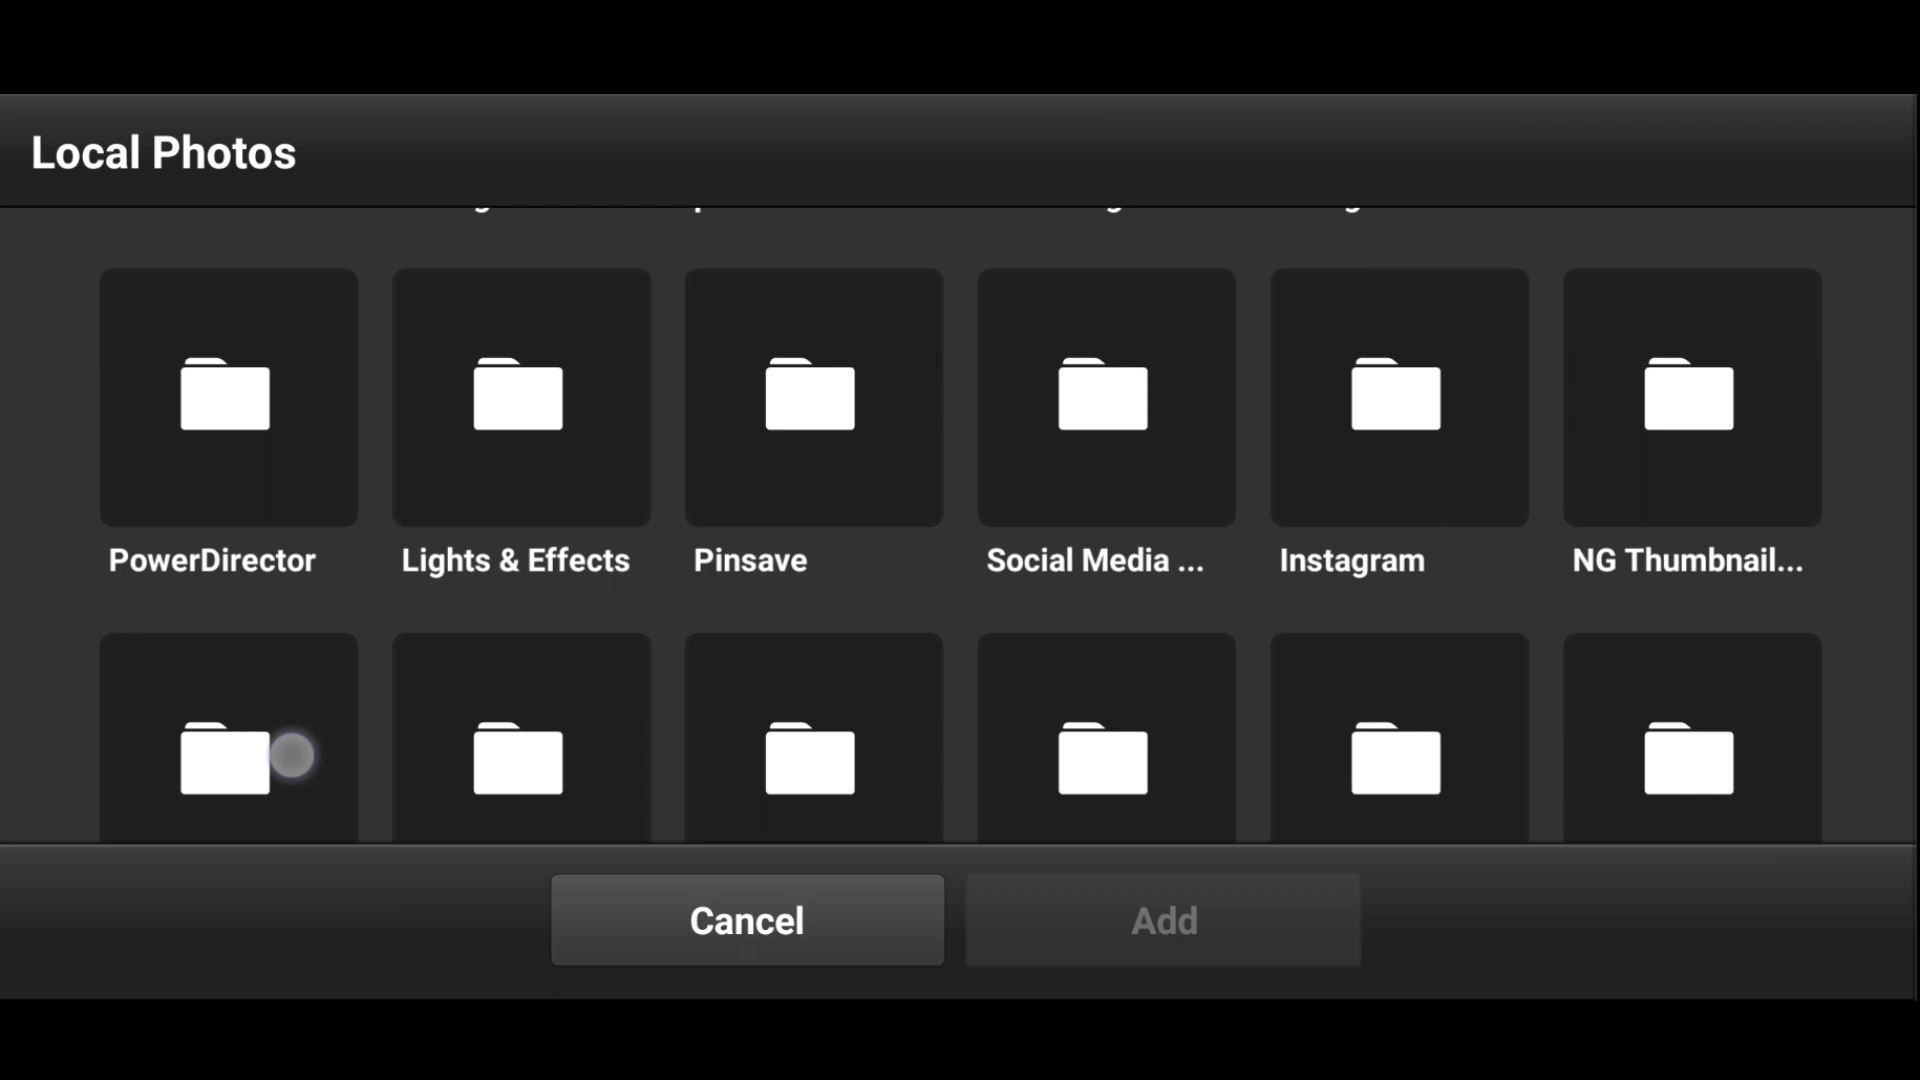 Local Photos
PowerDirector
Lights & Effects
Pinsave
Social Media ...
Instagram
NG Thumbnail...
Cancel
Add